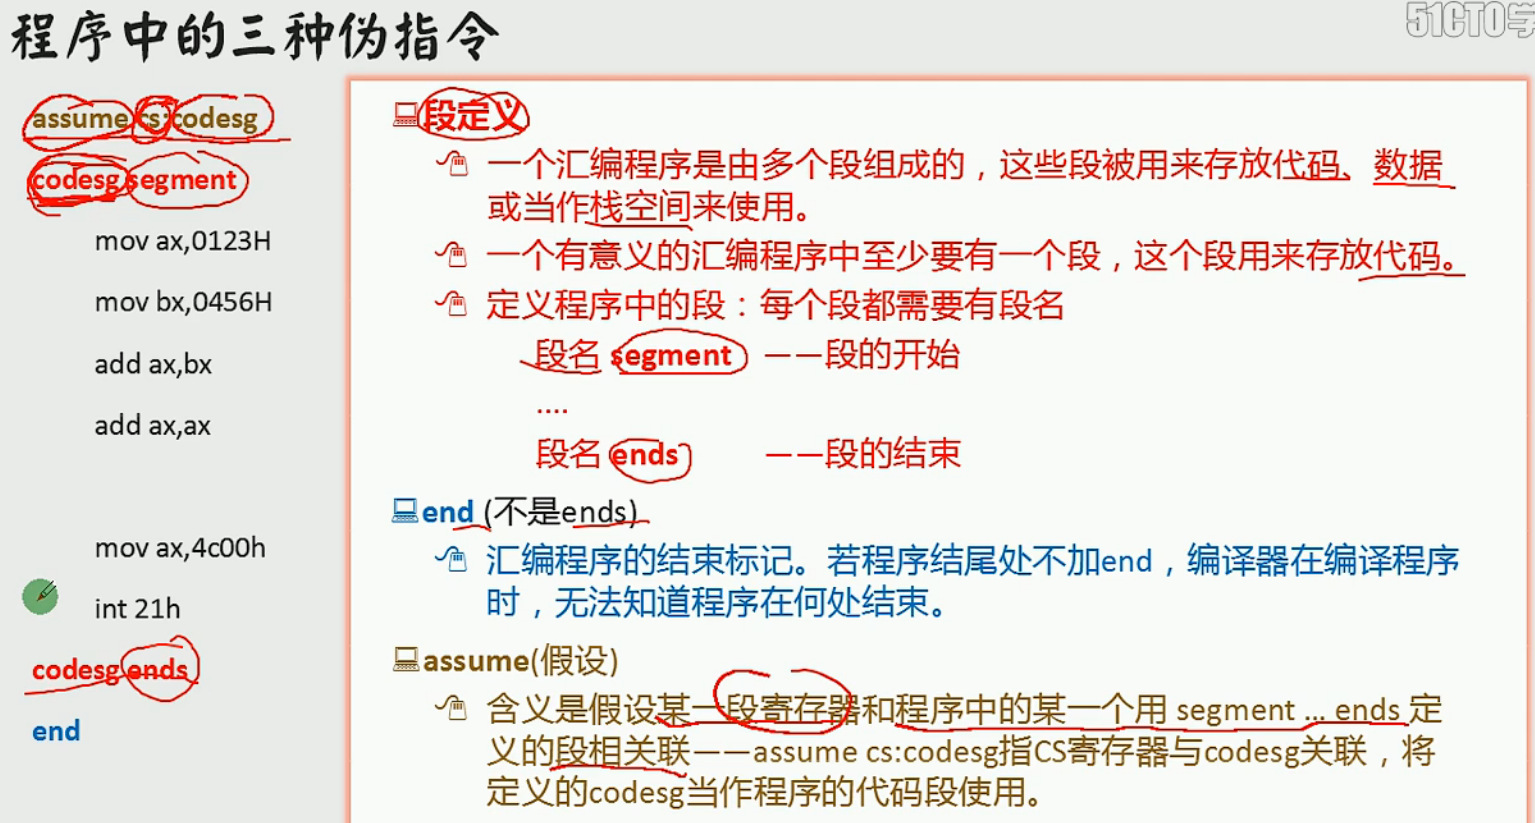 程序中的三种伪指令
51CTO学
assume cs:codesg
codesg segment
mov ax,0123H
mov bx,0456H
add ax,bx
add ax,ax
mov ax,4c00h
int 21h
codesg ends
end
段定义
一个汇编程序是由多个段组成的，这些段被用来存放代码、数据
或当作栈空间来使用。
一个有意义的汇编程序中至少要有一个段，这个段用来存放代码。
定义程序中的段：每个段都需要有段名
段名 segment ——段的开始
....
段名 ends ——段的结束
end (不是ends)
汇编程序的结束标记。若程序结尾处不加end，编译器在编译程序
时，无法知道程序在何处结束。
assume(假设)
含义是假设某一段寄存器和程序中的某一个用 segment ... ends 定
义的段相关联——assume cs:codesg指CS寄存器与codesg关联，将
定义的codesg当作程序的代码段使用。